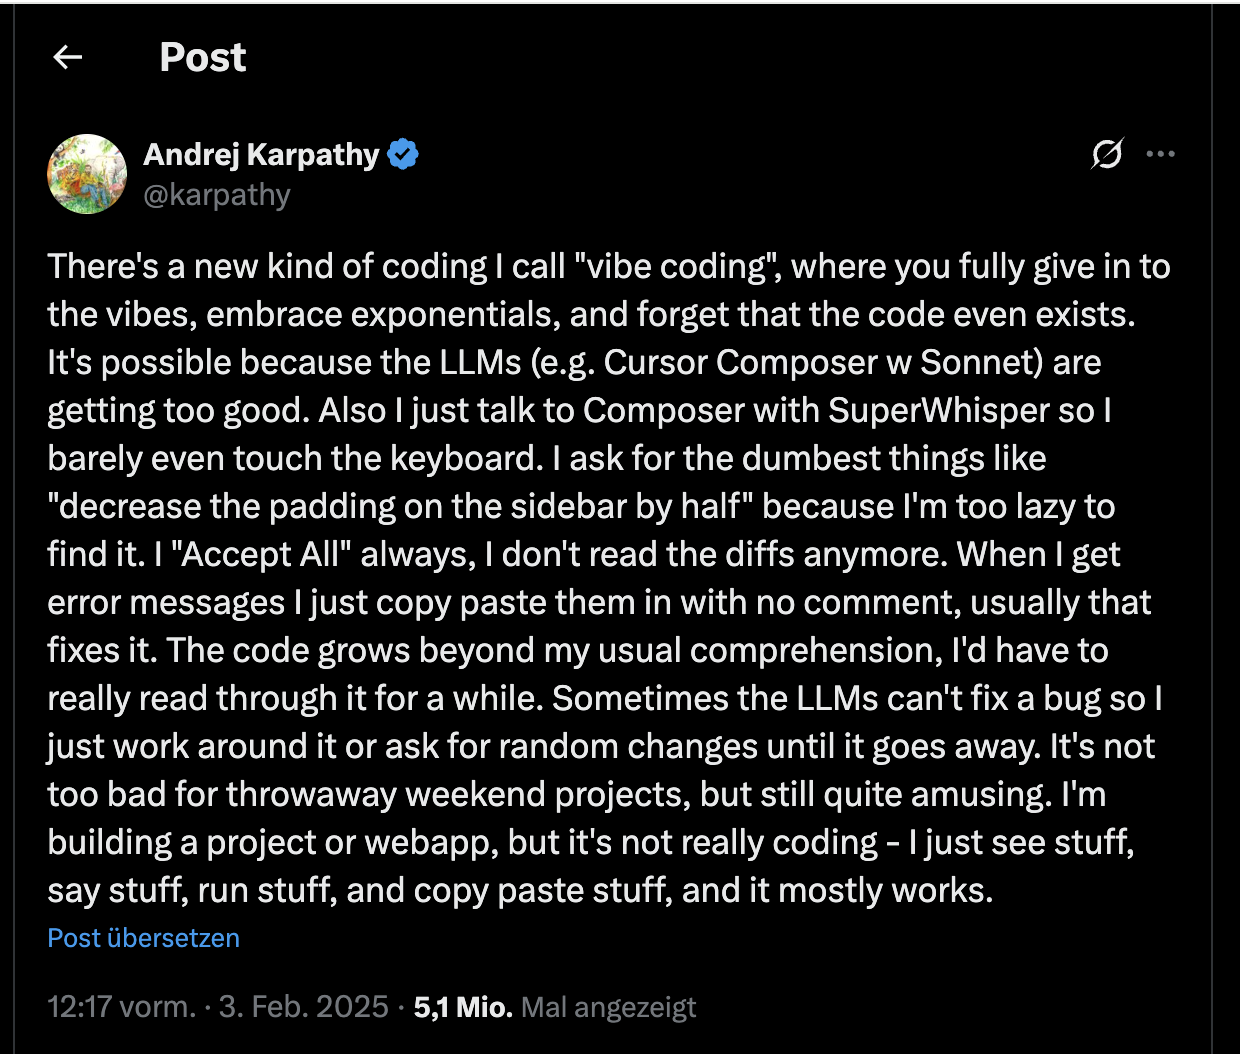 Post
Andrej Karpathy
@karpathy
There's a new kind of coding I call "vibe coding", where you fully give in to
the vibes, embrace exponentials, and forget that the code even exists.
It's possible because the LLMs (e.g. Cursor Composer w Sonnet) are
getting too good. Also I just talk to Composer with SuperWhisper so I
barely even touch the keyboard. I ask for the dumbest things like
"decrease the padding on the sidebar by half" because I'm too lazy to
find it. I "Accept All" always, I don't read the diffs anymore. When I get
error messages I just copy paste them in with no comment, usually that
fixes it. The code grows beyond my usual comprehension, I'd have to
really read through it for a while. Sometimes the LLMs can't fix a bug so I
just work around it or ask for random changes until it goes away. It's not
too bad for throwaway weekend projects, but still quite amusing. I'm
building a project or webapp, but it's not really coding - I just see stuff,
say stuff, run stuff, and copy paste stuff, and it mostly works.
Post übersetzen
12:17 vorm. · 3. Feb. 2025 · 5,1 Mio. Mal angezeigt